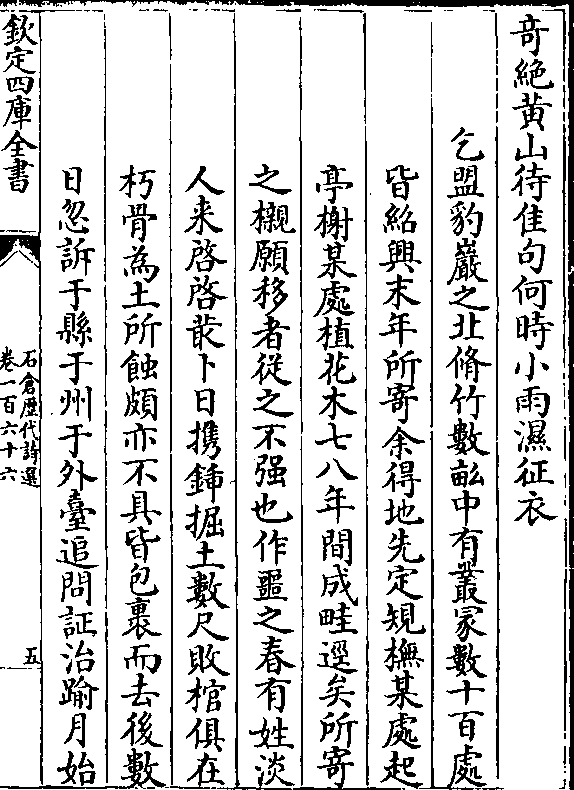 奇絶黄山待佳句何時小雨濕征衣
乞盟豹巖之北脩竹數畝中有叢冢數十百處
皆紹興末年所寄余得地先定規橅某處起
亭榭某處植花木七八年間成畦逕矣所寄
之櫬願移者從之不强也作噩之春有姓淡
人来啓啓菆卜日携鍤掘土數尺敗棺俱在
朽骨為土所蝕頗亦不具皆包裹而去後數
日忽訴于縣于州于外臺追問証治踰月始
欽定四庫全書
石倉歴代詩選
卷一百六十六
五